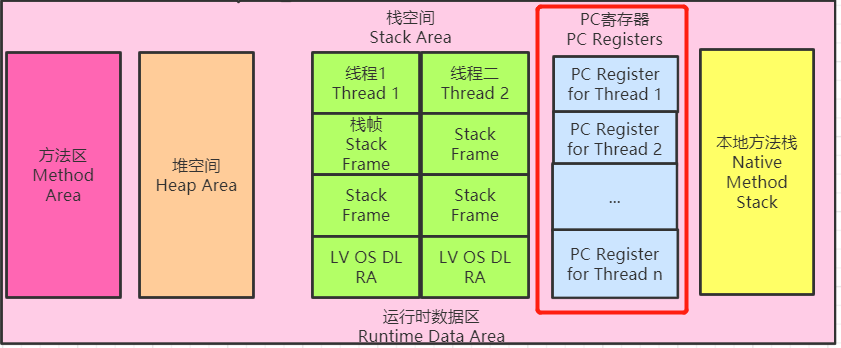 栈空间
Stack Area
PC寄存器
PC Registers
方法区
Method
Area
堆空间
Heap Area
线程1
Thread 1
线程二
Thread 2
栈帧
Stack
Frame
Stack
Frame
Stack
Frame
Stack
Frame
LV OS DL
RA
LV OS DL
RA
PC Register
for Thread 1
PC Register
for Thread 2
...
PC Register
for Thread n
本地方法栈
Native
Method
Stack
运行时数据区
Runtime Data Area